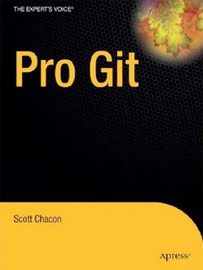 THE EXPERT'S VOICE®
Pro Git
Scott Chacon
Apress®